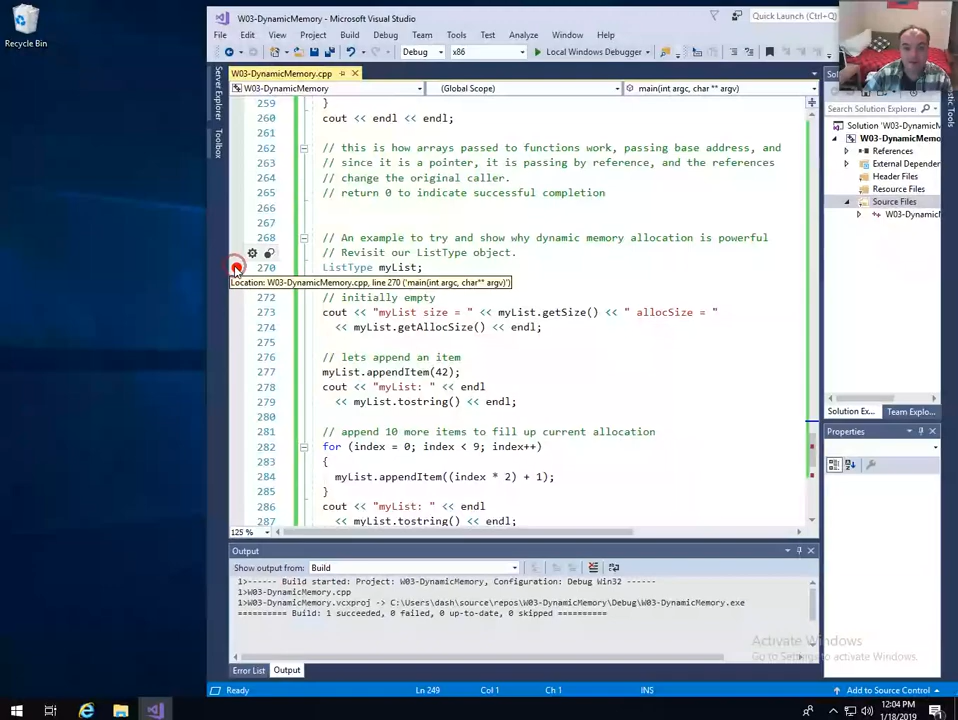 Recycle Bin
W03-DynamicMemory - Microsoft Visual Studio
Quick Launch (Ctrl+Q)
File Edit View Project Build Debug Team Tools Test Analyze Window Help
Debug x86 Local Windows Debugger
W03-DynamicMemory.cpp
W03-DynamicMemory (Global Scope) main(int argc, char ** argv)
Server Explorer
Toolbox
259 }
260 cout << endl << endl;
261
262 // this is how arrays passed to functions work, passing base address, and
263 // since it is a pointer, it is passing by reference, and the references
264 // change the original caller.
265 // return 0 to indicate successful completion
266
267
268 // An example to try and show why dynamic memory allocation is powerful
// Revisit our ListType object.
270 ListType myList;
Location: W03-DynamicMemory.cpp, line 270 ('main(int argc, char** argv)')
272 // initially empty
273 cout << "myList size = " << myList.getSize() << " allocSize = "
274 << myList.getAllocSize() << endl;
275
276 // lets append an item
277 myList.appendItem(42);
278 cout << "myList: " << endl
279 << myList.tostring() << endl;
280
281 // append 10 more items to fill up current allocation
282 for (index = 0; index < 9; index++)
283 {
284 myList.appendItem((index * 2) + 1);
285 }
286 cout << "myList: " << endl
287 << myList.tostring() << endl;
125 %
Search Solution Explorer
Solution 'W03-DynamicM
W03-DynamicMemo
References
External Depende
Header Files
Resource Files
Source Files
W03-DynamicM
Solution Ex... Team Explo...
Properties
Output
Show output from: Build
1>------ Build started: Project: W03-DynamicMemory, Configuration: Debug Win32 ------
1>W03-DynamicMemory.cpp
1>W03-DynamicMemory.vcxproj -> C:\Users\dash\source\repos\W03-DynamicMemory\Debug\W03-DynamicMemory.exe
========== Build: 1 succeeded, 0 failed, 0 up-to-date, 0 skipped ==========
Activate Windows
Go to Settings to activate Windows.
Error List Output
Ready Ln 249 Col 1 Ch 1 INS Add to Source Control
12:04 PM
1/18/2019